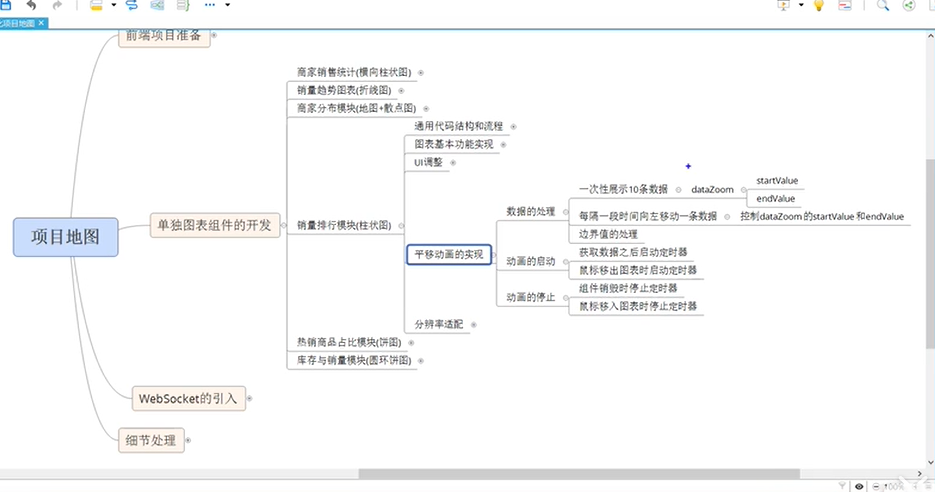 项目地图
前端项目准备
商家销售统计(横向柱状图)
销量趋势图表(折线图)
商家分布模块(地图+散点图)
通用代码结构和流程
图表基本功能实现
UI调整
startValue
一次性展示10条数据
dataZoom
endValue
数据的处理
每隔一段时间向左移动一条数据
控制dataZoom的startValue和endValue
项目地图
单独图表组件的开发
销量排行模块(柱状图)
边界值的处理
平移动画的实现
获取数据之后启动定时器
动画的启动
鼠标移出图表时启动定时器
组件销毁时停止定时器
动画的停止
鼠标移入图表时停止定时器
分辨率适配
热销商品占比模块(饼图)
库存与销量模块(圆环饼图)
WebSocket的引入
细节处理
100%